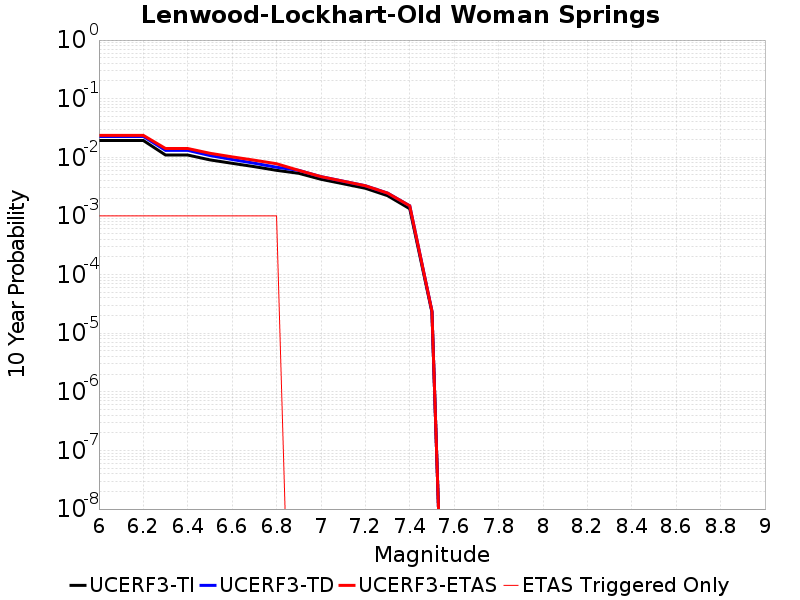 Lenwood-Lockhart-Old Woman Springs
10 Year Probability
10^0
10^-1
10^-2
10^-3
10^-4
10^-5
10^-6
10^-7
10^-8
6 6.2 6.4 6.6 6.8 7 7.2 7.4 7.6 7.8 8 8.2 8.4 8.6 8.8 9
Magnitude
UCERF3-TI UCERF3-TD UCERF3-ETAS ETAS Triggered Only